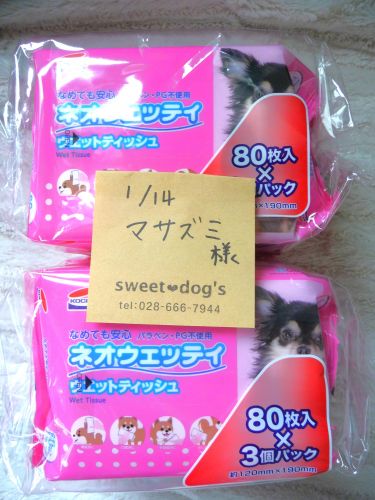 なめても安心 パラベン・PG不使用
ネオウェッティ
ウェットティッシュ
Wet Tissue
80枚入
×
パック
×190mm
1/14
マサズミ
様
sweet♥dog's
tel:028-666-7944
なめても安心 パラベン・PG不使用
ネオウェッティ
ウェットティッシュ
Wet Tissue
80枚入
×
3個パック
約120mm×190mm